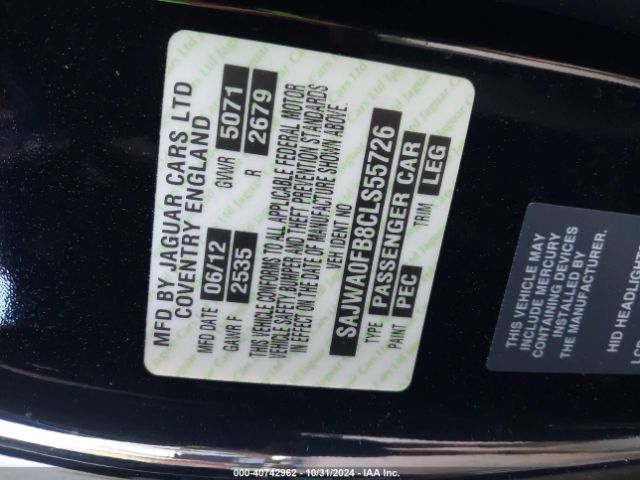 MFD BY JAGUAR CARS LTD
COVENTRY ENGLAND
MFD DATE 06/12 GVWR 5071
GAWR F 2535 R 2679
THIS VEHICLE CONFORMS TO ALL APPLICABLE FEDERAL MOTOR
VEHICLE SAFETY BUMPER AND THEFT PREVENTION STANDARDS
IN EFFECT ON THE DATE OF MANUFACTURE SHOWN ABOVE.
VEH IDENT NO
SAJWA0FB8CLS55726
TYPE PASSENGER CAR
PAINT PEC TRIM LEG
THIS VEHICLE MAY
INCLUDE MERCURY
CONTAINING DEVICES
INSTALLED BY
THE MANUFACTURER
HID HEADLIGHT
LCD
000-40742962 - 10/31/2024 - IAA Inc.